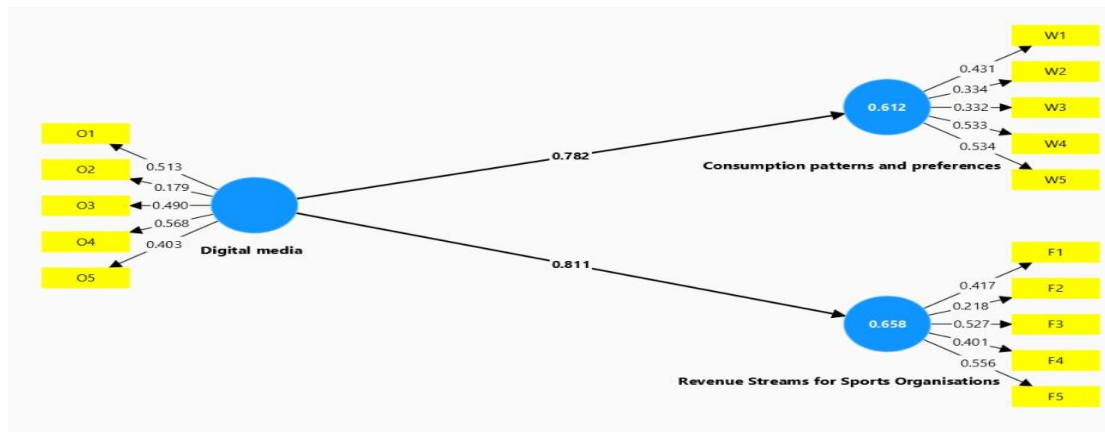 O1
O2
O3
O4
O5
0.513
0.179
0.490
0.568
0.403
Digital media
0.782
0.811
0.612
Consumption patterns and preferences
0.431
0.334
0.332
0.533
0.534
W1
W2
W3
W4
W5
0.658
Revenue Streams for Sports Organisations
0.417
0.218
0.527
0.401
0.556
F1
F2
F3
F4
F5